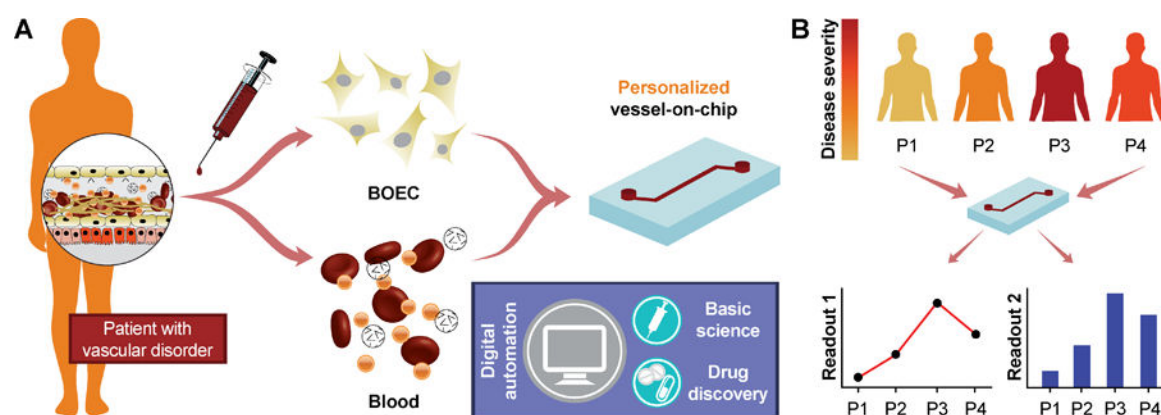 A
Patient with
vascular disorder
BOEC
Blood
Personalized
vessel-on-chip
Digital
automation
Basic
science
Drug
discovery
B
Disease severity
P1 P2 P3 P4
Readout 1
P1 P2 P3 P4
Readout 2
P1 P2 P3 P4